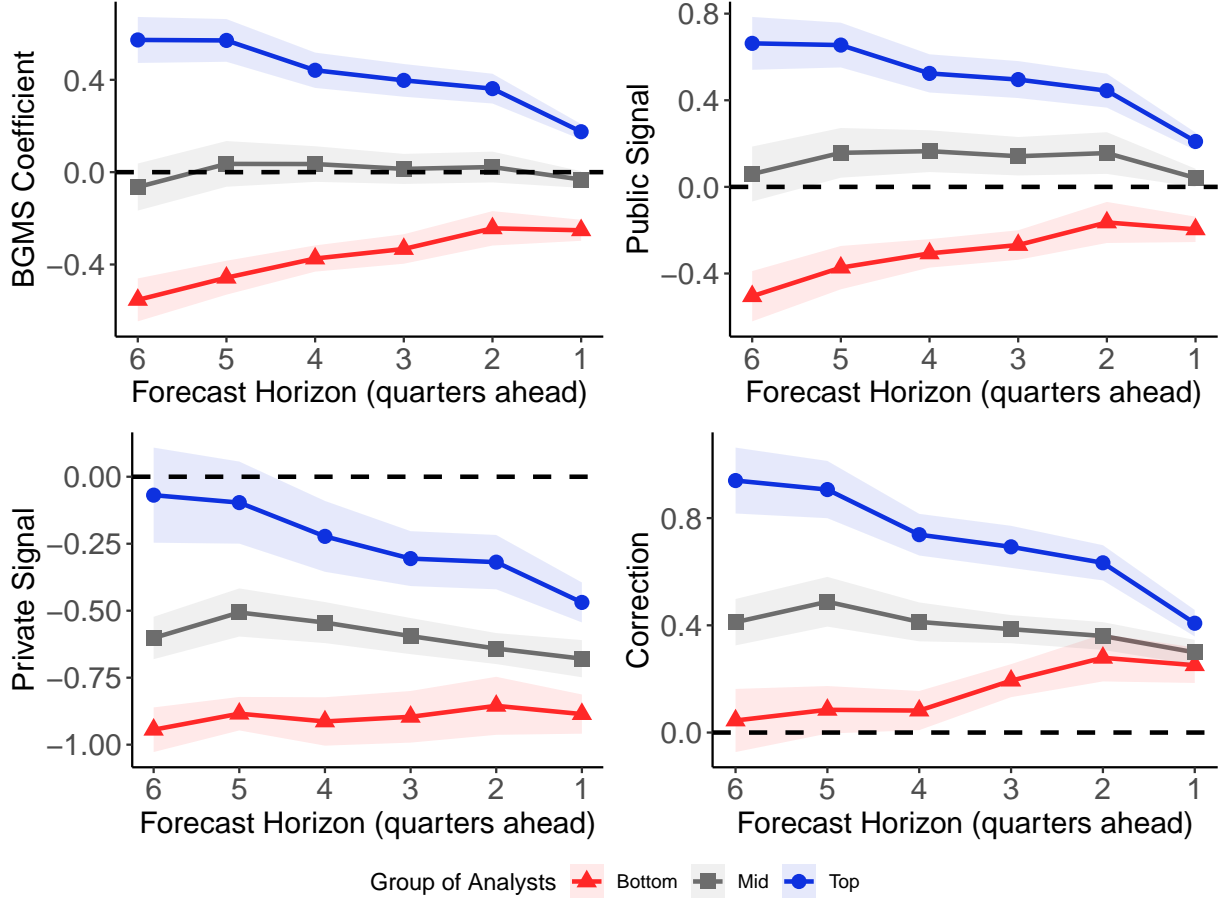 BGMS Coefficient
0.4
0.0
−0.4
6 5 4 3 2 1
Forecast Horizon (quarters ahead)
Public Signal
0.8
0.4
0.0
−0.4
6 5 4 3 2 1
Forecast Horizon (quarters ahead)
Private Signal
0.00
−0.25
−0.50
−0.75
−1.00
6 5 4 3 2 1
Forecast Horizon (quarters ahead)
Correction
0.8
0.4
0.0
6 5 4 3 2 1
Forecast Horizon (quarters ahead)
Group of Analysts Bottom Mid Top